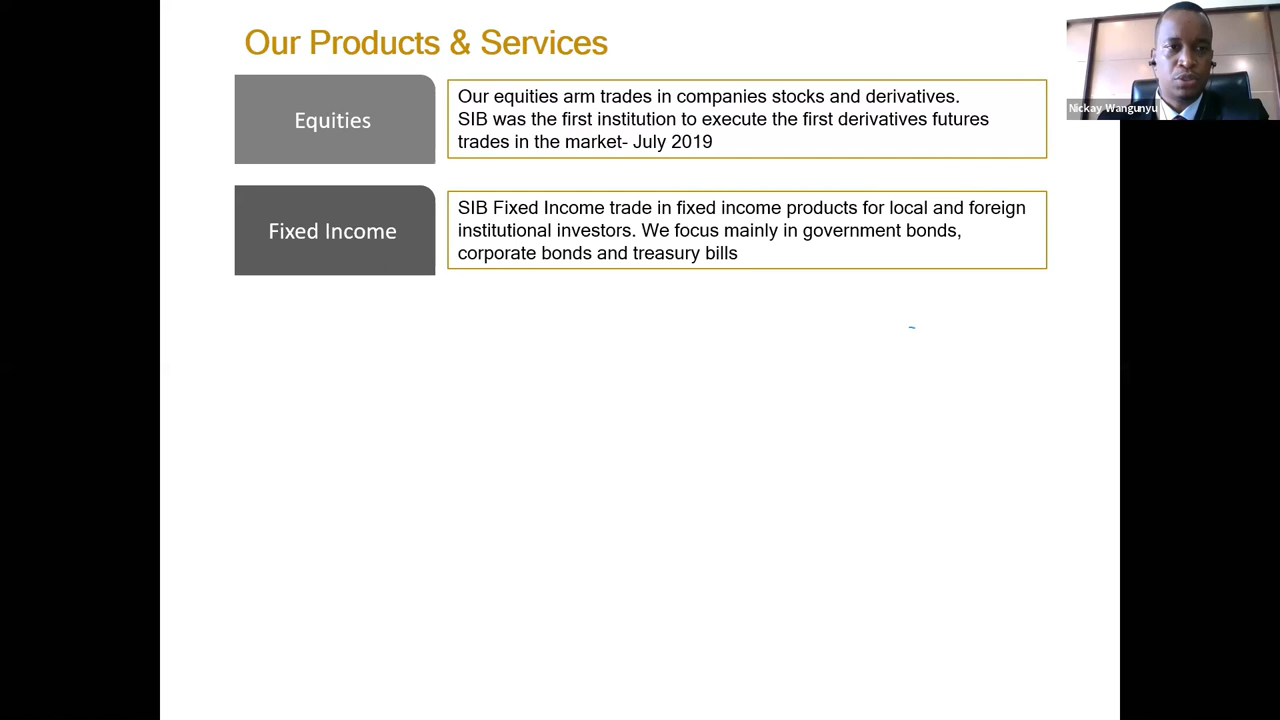 Our Products & Services
Equities
Our equities arm trades in companies stocks and derivatives.
SIB was the first institution to execute the first derivatives futures
trades in the market- July 2019
Fixed Income
SIB Fixed Income trade in fixed income products for local and foreign
institutional investors. We focus mainly in government bonds,
corporate bonds and treasury bills
Nickay Wangunyu